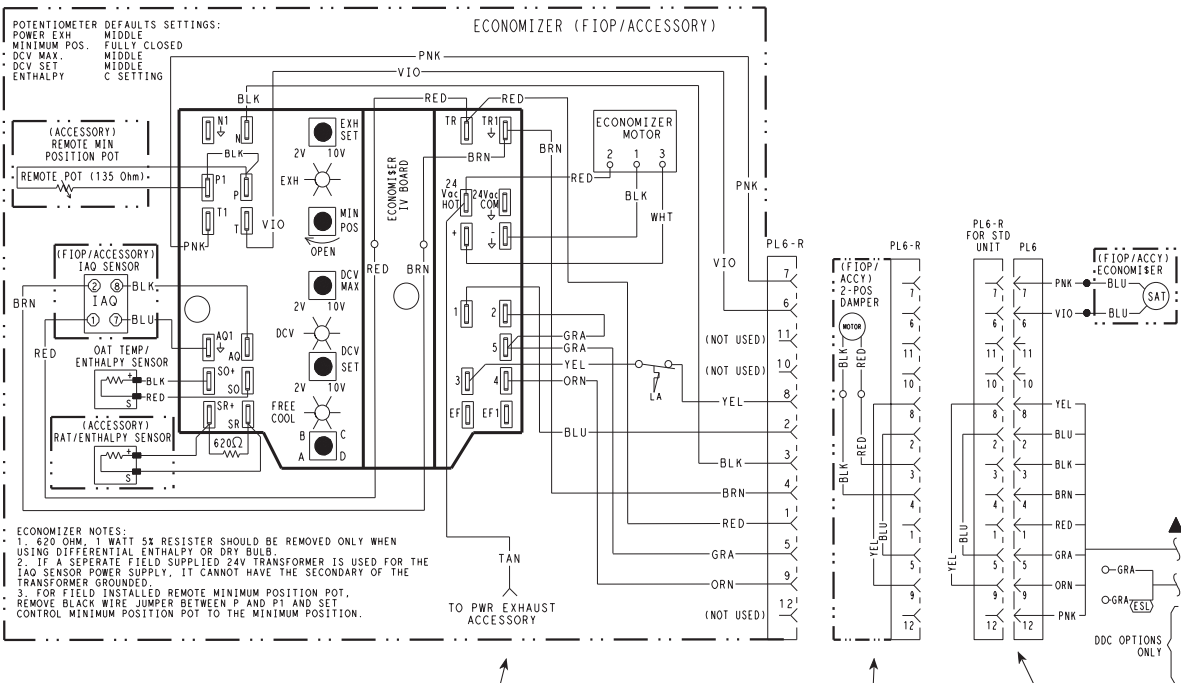 POTENTIOMETER DEFAULTS SETTINGS:
POWER EXH MIDDLE
MINIMUM POS. FULLY CLOSED
DCV MAX. MIDDLE
DCV SET MIDDLE
ENTHALPY C SETTING
ECONOMIZER (FIOP/ACCESSORY)
PNK
VIO
BLK
RED
RED
(ACCESSORY)
REMOTE MIN
POSITION POT
REMOTE POT (135 Ohm)
N1
N
BLK
P1
P
T1
T
VIO
PNK
EXH
SET
2V 10V
EXH
MIN
POS
OPEN
DCV
MAX
2V 10V
DCV
DCV
SET
2V 10V
FREE
COOL
B C
A D
ECONOMI$ER
IV BOARD
RED
BRN
TR
TR1
BRN
BRN
24
Vac
HOT
24Vac
COM
+
-
1
2
5
3
4
EF
EF1
GRA
GRA
YEL
ORN
BLU
ECONOMIZER
MOTOR
2 1 3
RED
BLK
WHT
PNK
VIO
(FIOP/ACCESSORY)
IAQ SENSOR
2 8
IAQ
1 7
BLK
BLU
BRN
RED
AQ1
AQ
SO+
SO
SR+
SR
620Ω
OAT TEMP/
ENTHALPY SENSOR
+
S
BLK
RED
(ACCESSORY)
RAT/ENTHALPY SENSOR
+
S
LA
YEL
BLK
BRN
RED
GRA
ORN
TAN
TO PWR EXHAUST
ACCESSORY
PL6-R
7
6
(NOT USED) 11
(NOT USED) 10
8
2
3
4
1
5
9
(NOT USED) 12
ECONOMIZER NOTES:
1. 620 OHM, 1 WATT 5% RESISTER SHOULD BE REMOVED ONLY WHEN
USING DIFFERENTIAL ENTHALPY OR DRY BULB.
2. IF A SEPERATE FIELD SUPPLIED 24V TRANSFORMER IS USED FOR THE
IAQ SENSOR POWER SUPPLY, IT CANNOT HAVE THE SECONDARY OF THE
TRANSFORMER GROUNDED.
3. FOR FIELD INSTALLED REMOTE MINIMUM POSITION POT,
REMOVE BLACK WIRE JUMPER BETWEEN P AND P1 AND SET
CONTROL MINIMUM POSITION POT TO THE MINIMUM POSITION.
PL6-R
(FIOP/
ACCY)
2-POS
DAMPER
MOTOR
BLK
RED
BLK
RED
YEL
BLU
7
6
11
10
8
2
3
4
1
5
9
12
PL6-R
FOR STD
UNIT
YEL
BLU
7
6
11
10
8
2
3
4
1
5
9
12
PL6
7
6
11
10
8
2
3
4
1
5
9
12
PNK
VIO
YEL
BLU
BLK
BRN
RED
GRA
ORN
PNK
(FIOP/ACCY)
ECONOMI$ER
BLU
BLU
SAT
GRA
GRA
(ESL)
DDC OPTIONS
ONLY